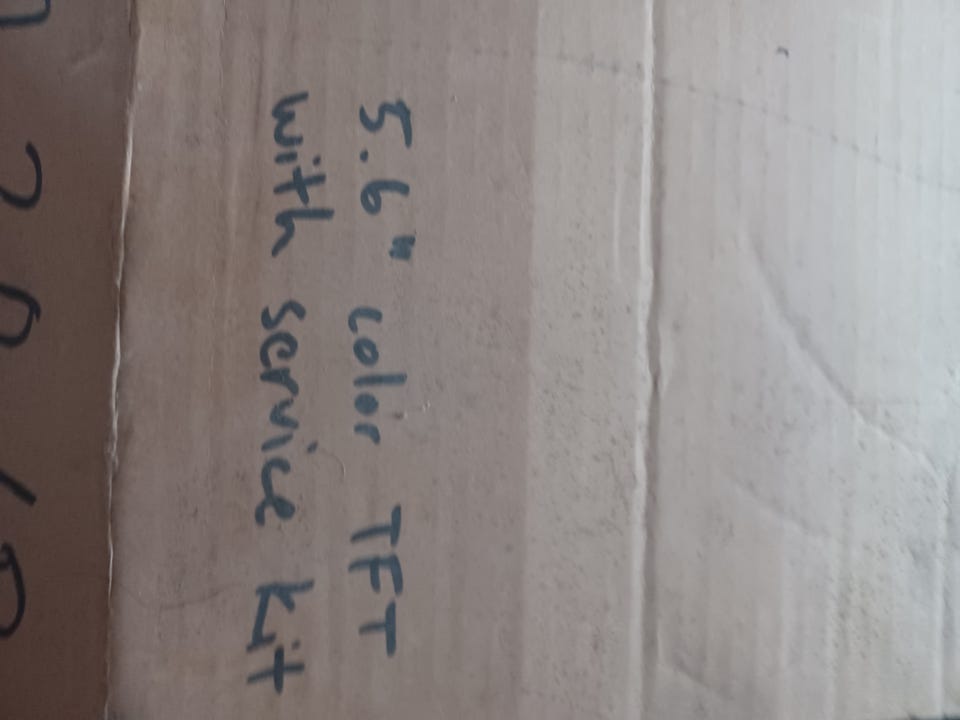 5.6" color TFT
with service kit